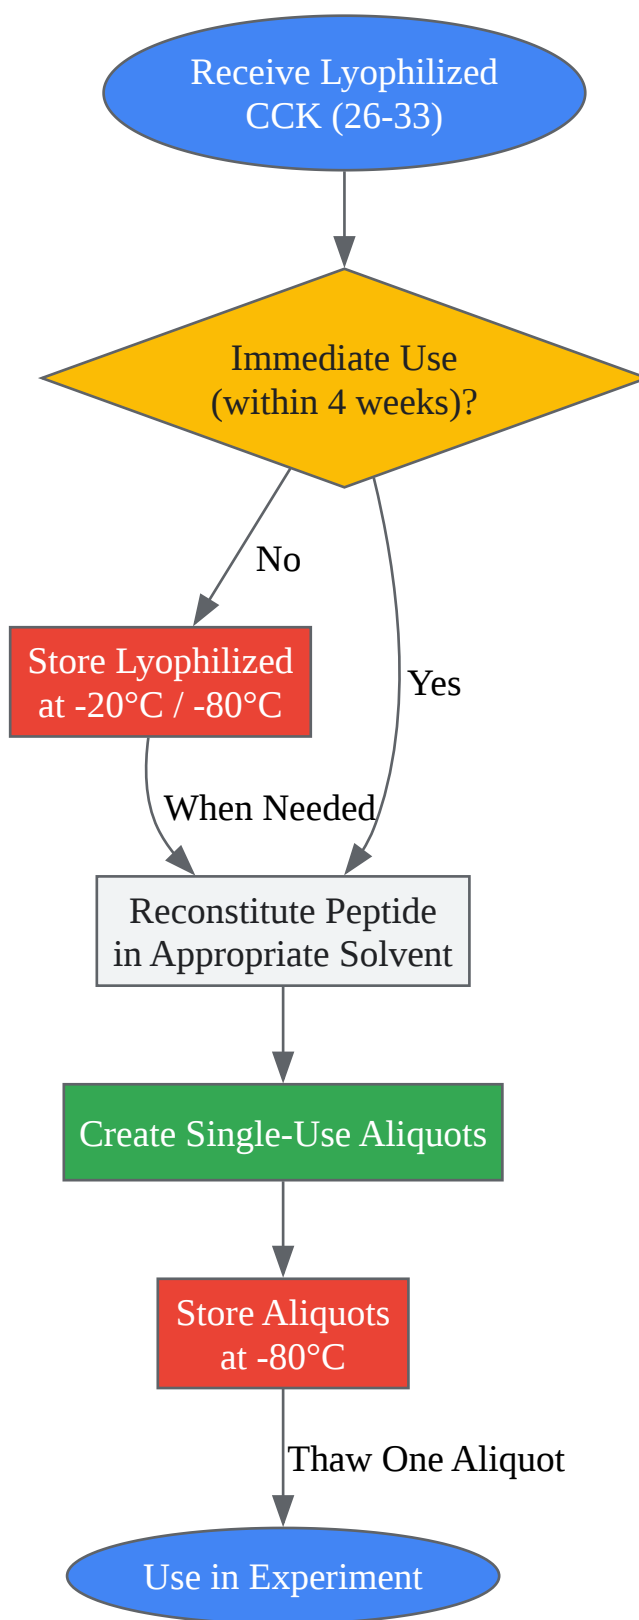 Receive Lyophilized
CCK (26-33)
Immediate Use
(within 4 weeks)?
No
Store Lyophilized
at -20°C / -80°C
Yes
When Needed
Reconstitute Peptide
in Appropriate Solvent
Create Single-Use Aliquots
Store Aliquots
at -80°C
Thaw One Aliquot
Use in Experiment